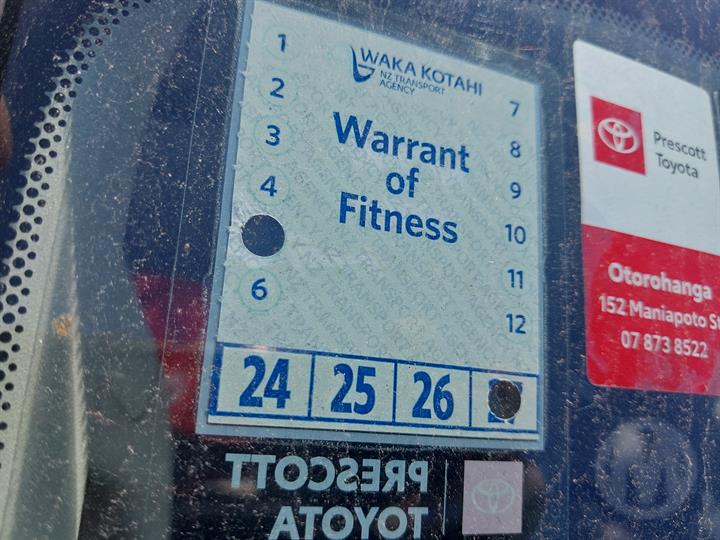 WAKA KOTAHI
NZ TRANSPORT
AGENCY
Warrant
of
Fitness
1
2
3
4
6
7
8
9
10
11
12
24 25 26
PRESCOTT
TOYOTA
Prescott
Toyota
Otorohanga
152 Maniapoto St
07 873 8522